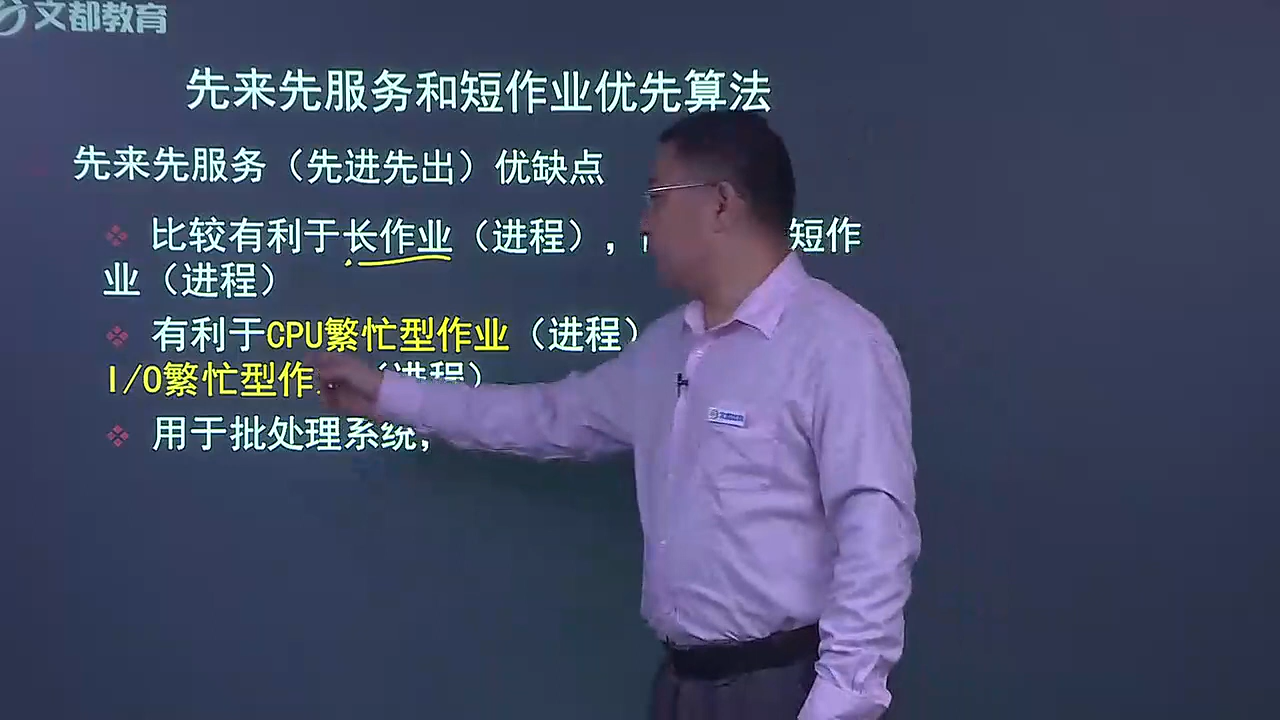 文都教育
先来先服务和短作业优先算法
先来先服务（先进先出）优缺点
比较有利于长作业（进程），短作
业（进程）
有利于CPU繁忙型作业（进程）
I/O繁忙型作（进程）
用于批处理系统，